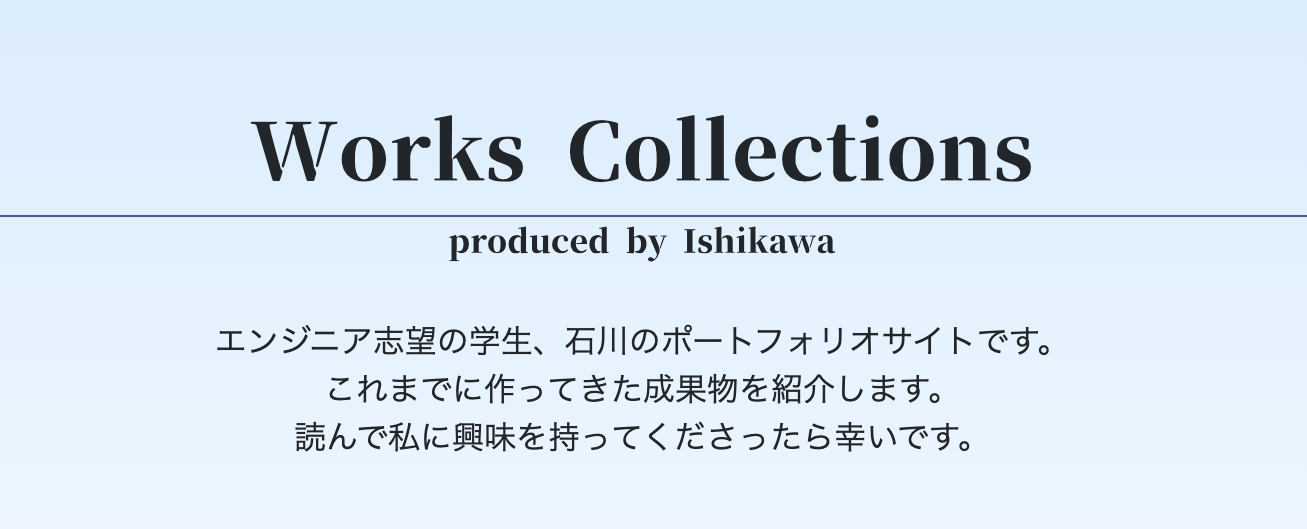 Works Collections
produced by Ishikawa
エンジニア志望の学生、石川のポートフォリオサイトです。
これまでに作ってきた成果物を紹介します。
読んで私に興味を持ってくださったら幸いです。